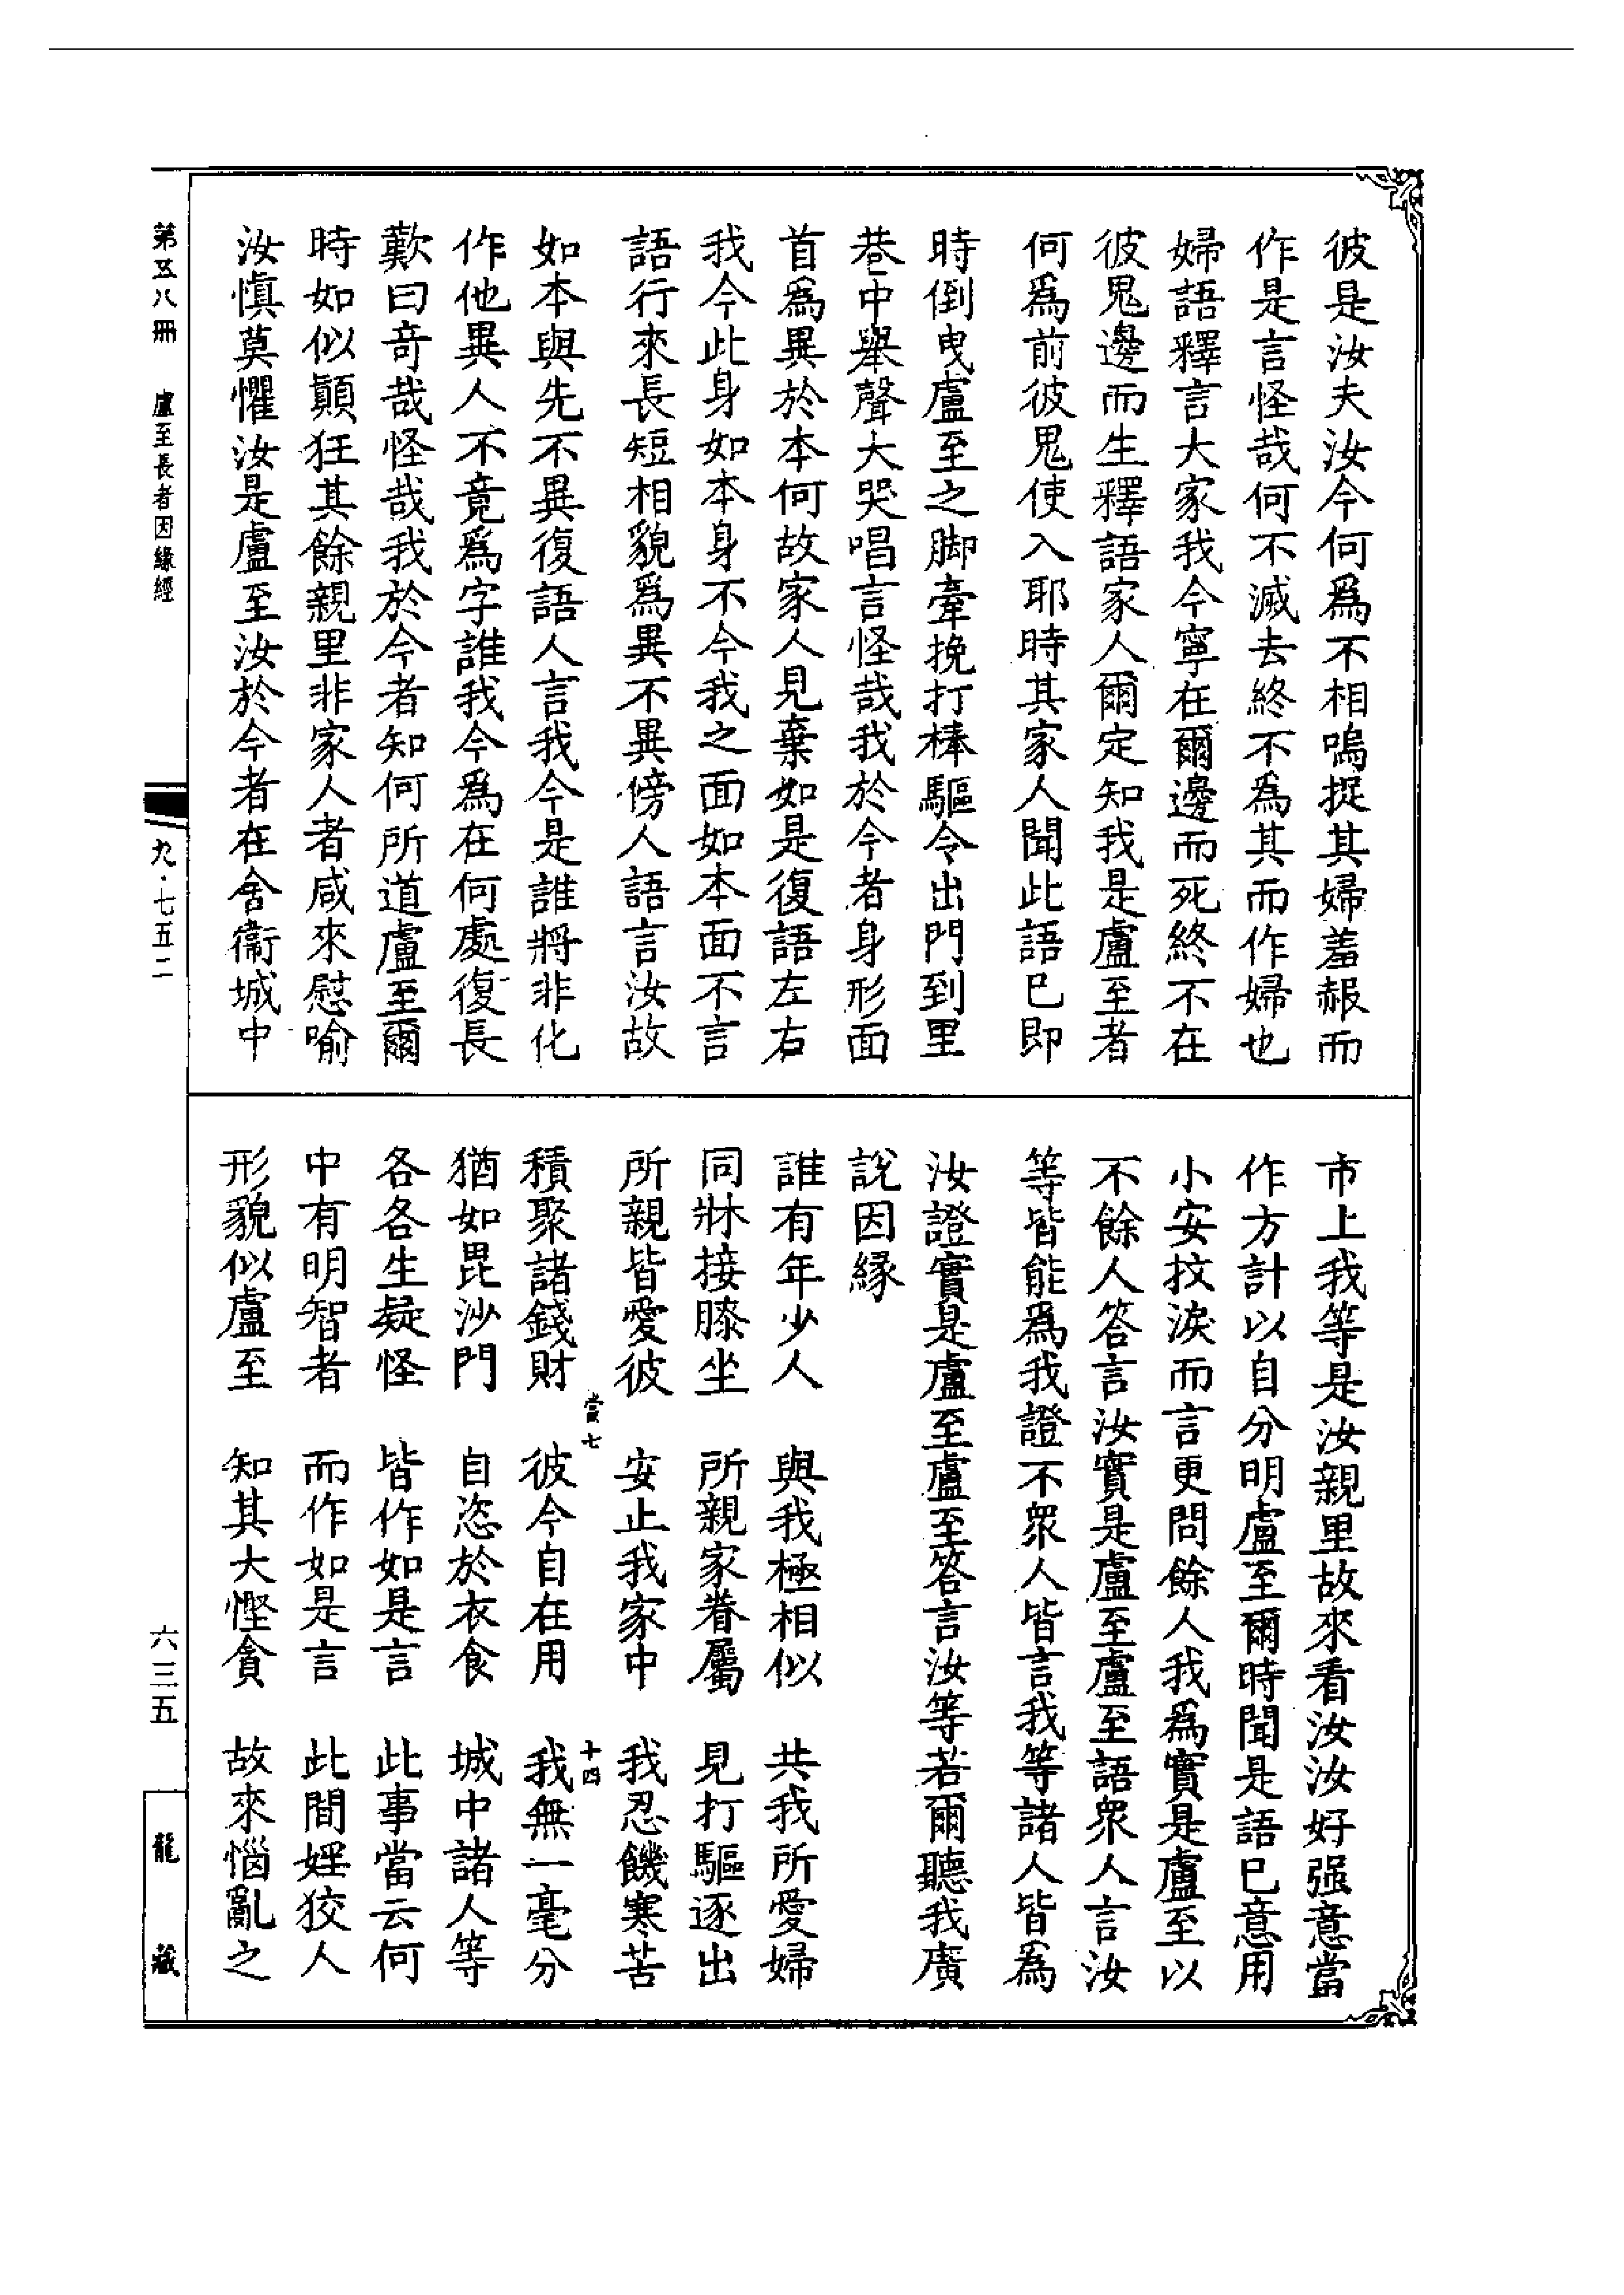 彼是汝夫汝今何爲不相嗚捉其婦羞赧而
作是言怪哉何不滅去終不為其而作婦也
婦語釋言大家我今寧在爾邊而死終不在
彼鬼邊而生釋語家人爾定知我是盧至者
何爲前彼鬼使入耶時其家人聞此語已即
時倒曳盧至之脚牽挽打棒驅令出門到里
巷中舉聲大哭唱言怪哉我於今者身形面
首爲異於本何故家人見棄如是復語左右
我今此身如本身不今我之面如本面不言
語行來長短相貌爲異不異傍人語言汝故
如本與先不異復語人言我今是誰將非化
作他異人不竟爲字誰我今爲在何處復長
歎曰奇哉怪哉我於今者知何所道盧至爾
時如似顛狂其餘親里非家人者咸來慰喻
汝慎莫懼汝是盧至汝於今者在舍衞城中
市上我等是汝親里故來看汝汝好强意當
作方計以自分明盧至爾時聞是語已意用
小安抆淚而言更問餘人我爲實是盧至以
不餘人答言汝實是盧至盧至語衆人言汝
等皆能爲我證不衆人皆言我等諸人皆爲
汝證實是盧至盧至答言汝等若爾聽我廣
說因縁
誰有年少人　與我極相似　共我所愛婦
同牀接膝坐　所親家眷屬　見打驅逐出
所親皆愛彼　安止我家中　我忍饑寒苦
積聚諸錢財　彼今自在用　我無一毫分
當七　十四
猶如毘沙門　自恣於衣食　城中諸人等
各各生疑怪　皆作如是言　此事當云何
中有明智者　而作如是言　此間婬狡人
形貌似盧至　知其大慳貪　故來惱亂之
第五八冊　盧至長者因緣經
九·七五二
六三五
龍藏